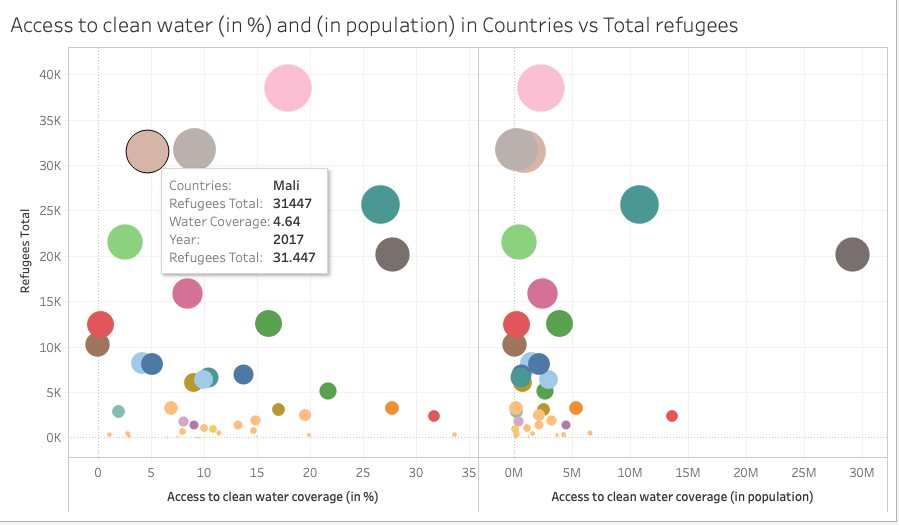 Access to clean water (in %) and (in population) in Countries vs Total refugees
40K
35K
30K
25K
20K
15K
10K
5K
0K
Refugees Total
Countries: Mali
Refugees Total: 31447
Water Coverage: 4.64
Year: 2017
Refugees Total: 31.447
0 5 10 15 20 25 30 35
0M 5M 10M 15M 20M 25M 30M
Access to clean water coverage (in %)
Access to clean water coverage (in population)